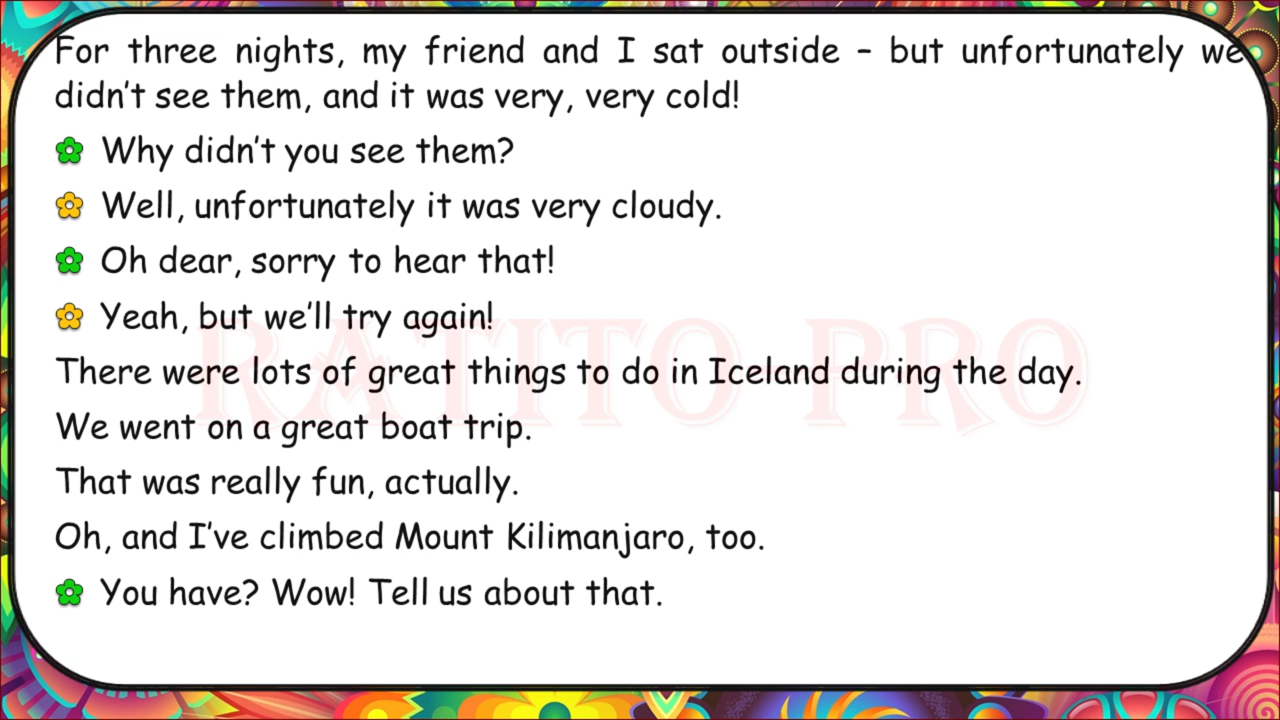 For three nights, my friend and I sat outside – but unfortunately we
didn't see them, and it was very, very cold!
Why didn't you see them?
Well, unfortunately it was very cloudy.
Oh dear, sorry to hear that!
Yeah, but we'll try again!
RATITO PRO
There were lots of great things to do in Iceland during the day.
We went on a great boat trip.
That was really fun, actually.
Oh, and I've climbed Mount Kilimanjaro, too.
You have? Wow! Tell us about that.